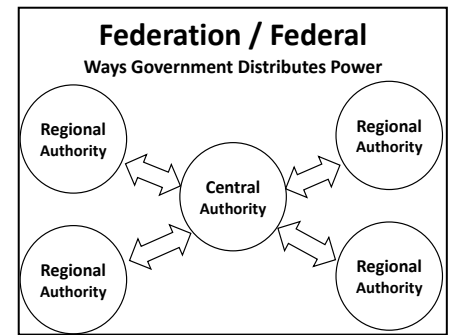 Federation / Federal
Ways Government Distributes Power
Regional
Authority
Regional
Authority
Central
Authority
Regional
Authority
Regional
Authority